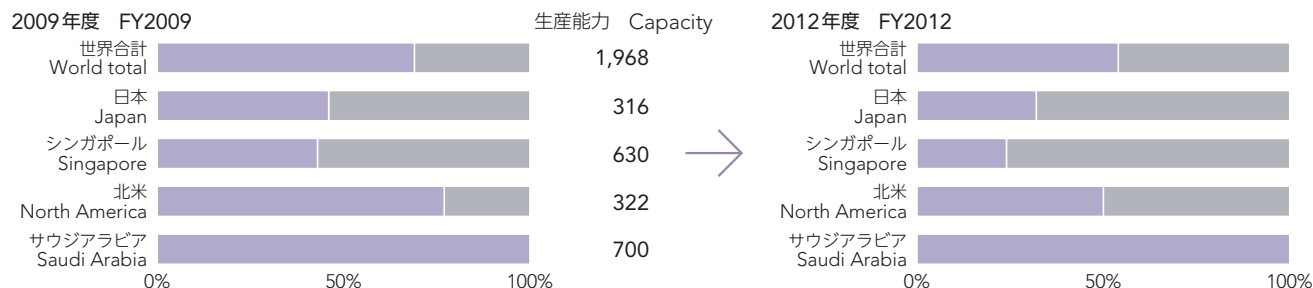 2009年度 FY2009
生産能力 Capacity
2012年度 FY2012
世界合計
World total
1,968
世界合計
World total
日本
Japan
316
日本
Japan
シンガポール
Singapore
630
シンガポール
Singapore
北米
North America
322
北米
North America
サウジアラビア
Saudi Arabia
700
サウジアラビア
Saudi Arabia
0% 50% 100%
0% 50% 100%